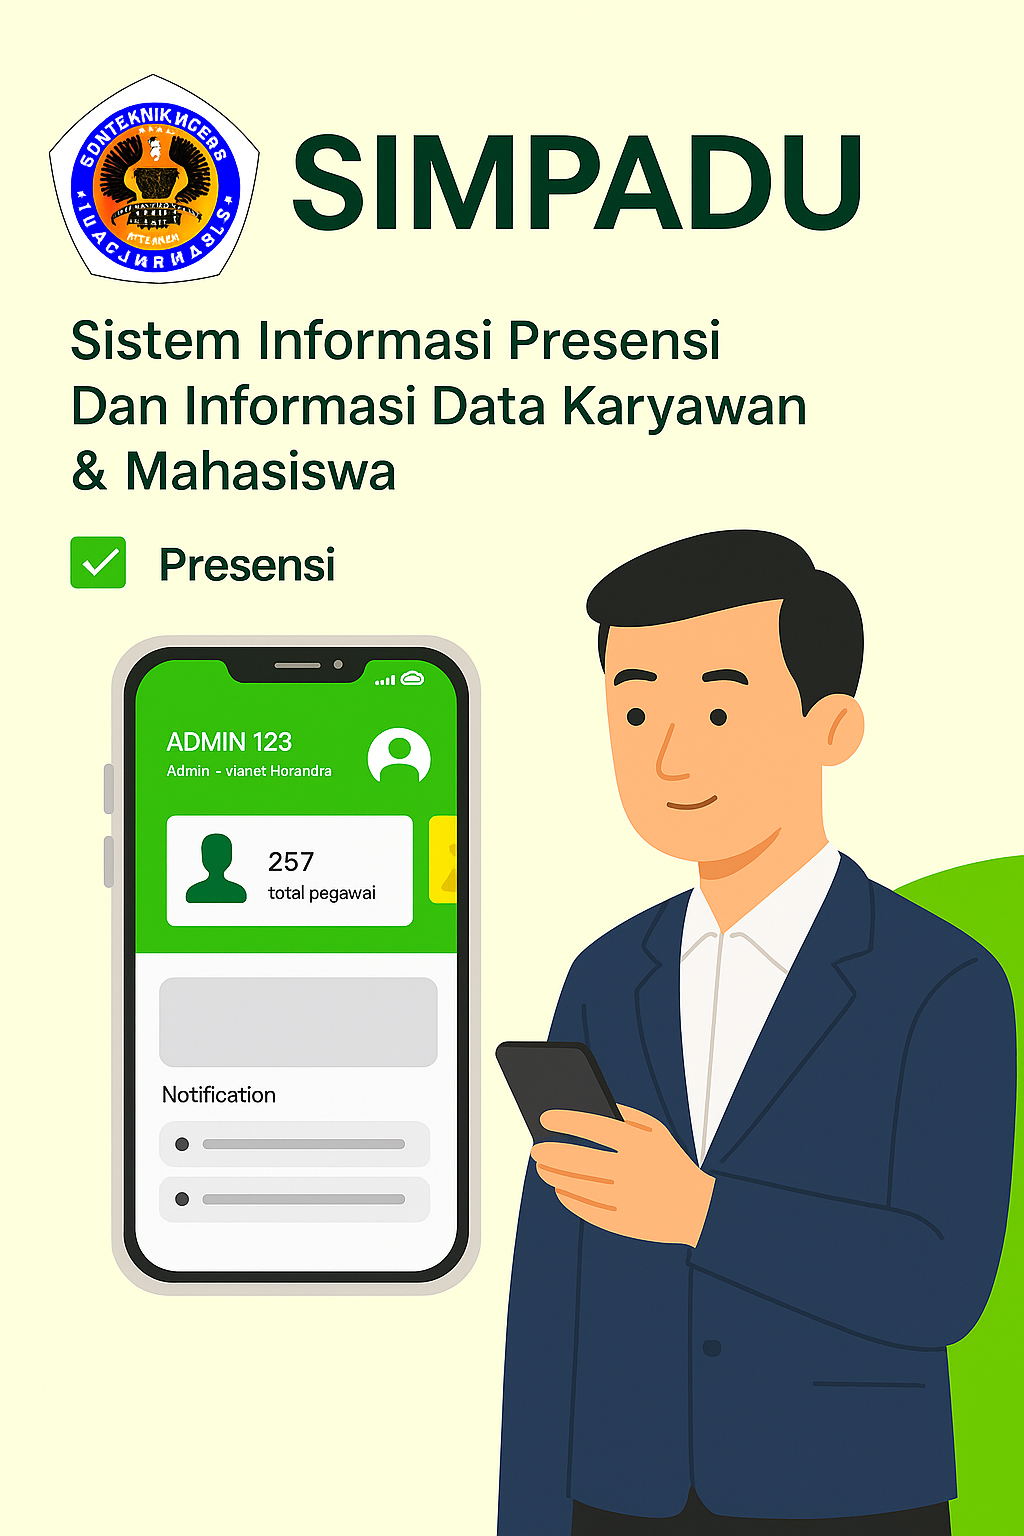 SIMPADU
Sistem Informasi Presensi
Dan Informasi Data Karyawan
& Mahasiswa
Presensi
ADMIN 123
Admin - vianet Horandra
257
total pegawai
Notification